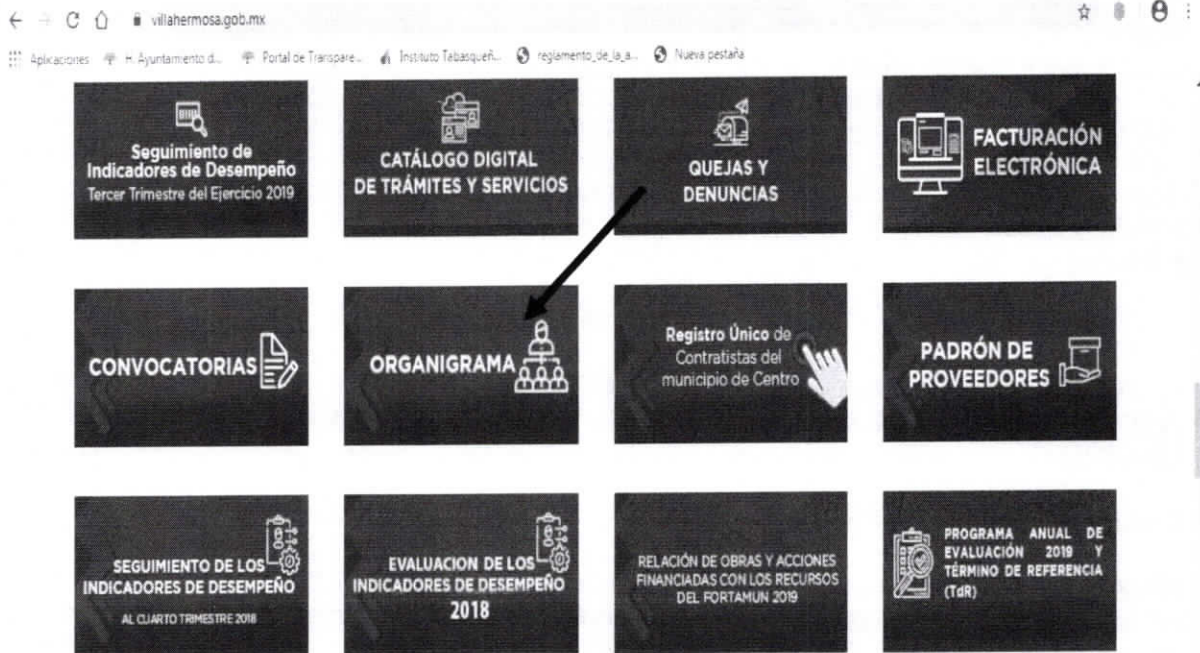 villahermosa.gob.mx
Aplicaciones H. Ayuntamiento d... Portal de Transpare... Instituto Tabasqueñ... reglamento_de_la_a... Nueva pestaña
Seguimiento de
Indicadores de Desempeño
Tercer Trimestre del Ejercicio 2019
CATÁLOGO DIGITAL
DE TRÁMITES Y SERVICIOS
QUEJAS Y
DENUNCIAS
FACTURACIÓN
ELECTRÓNICA
CONVOCATORIAS
ORGANIGRAMA
Registro Único de
Contratistas del
municipio de Centro
PADRÓN DE
PROVEEDORES
SEGUIMIENTO DE LOS
INDICADORES DE DESEMPEÑO
AL CUARTO TRIMESTRE 2018
EVALUACION DE LOS
INDICADORES DE DESEMPEÑO
2018
RELACIÓN DE OBRAS Y ACCIONES
FINANCIADAS CON LOS RECURSOS
DEL FORTAMUN 2019
PROGRAMA ANUAL DE
EVALUACIÓN 2019 Y
TÉRMINO DE REFERENCIA
(TdR)